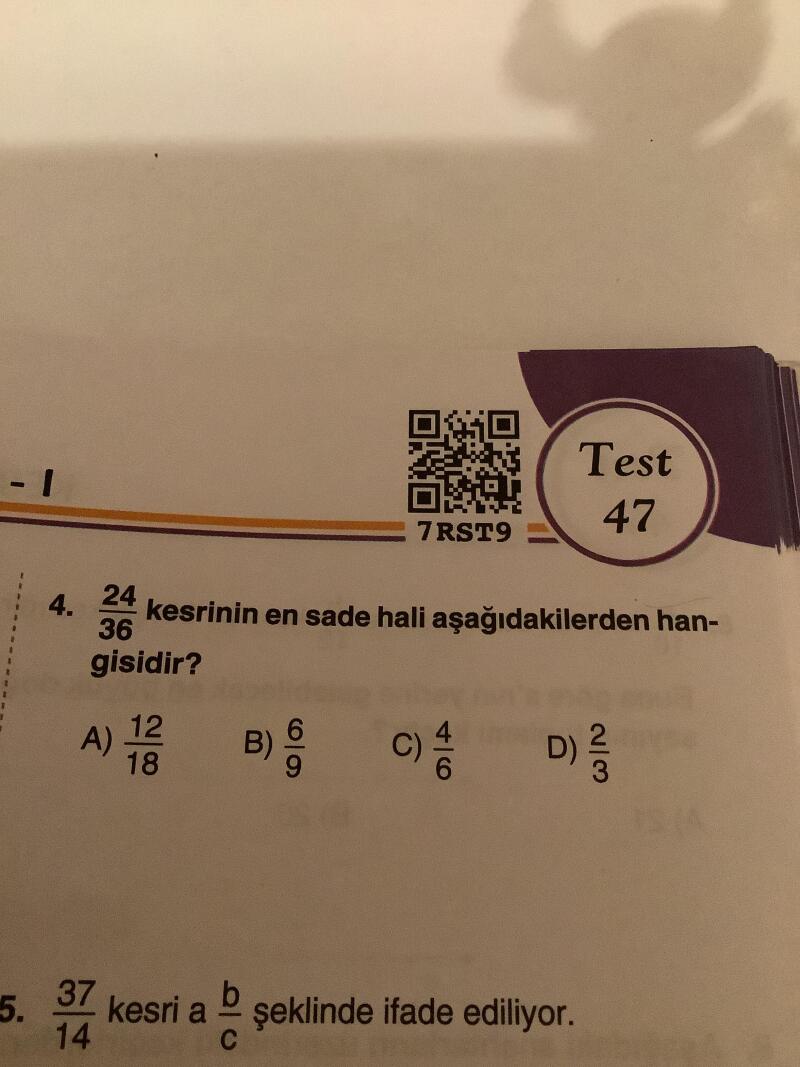 - I
7RST9
Test
47
4. 24/36 kesrinin en sade hali aşağıdakilerden han-
gisidir?
A) 12/18 B) 6/9 C) 4/6 D) 2/3
5. 37/14 kesri a b/c şeklinde ifade ediliyor.